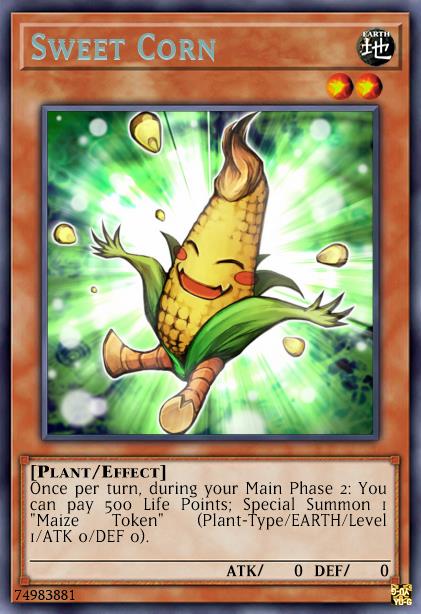 Sweet Corn
EARTH
地
[Plant/Effect]
Once per turn, during your Main Phase 2: You
can pay 500 Life Points; Special Summon 1
"Maize Token" (Plant-Type/EARTH/Level
1/ATK 0/DEF 0).
ATK/ 0 DEF/ 0
74983881